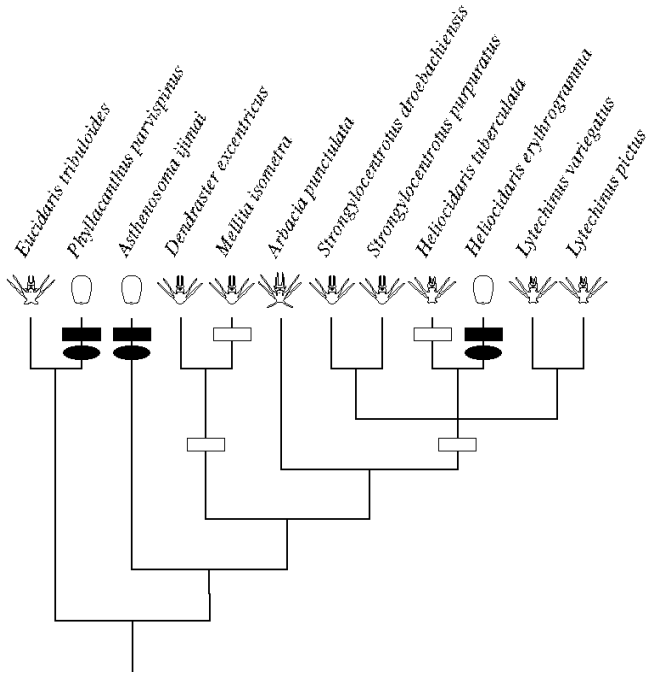 Eucidaris tribuloides
Phyllacanthus parvispinus
Asthenosoma ijimai
Dendraster excentricus
Mellita isometra
Arbacia punctulata
Strongylocentrotus droebachiensis
Strongylocentrotus purpuratus
Heliocidaris tuberculata
Heliocidaris erythrogramma
Lytechinus variegatus
Lytechinus pictus